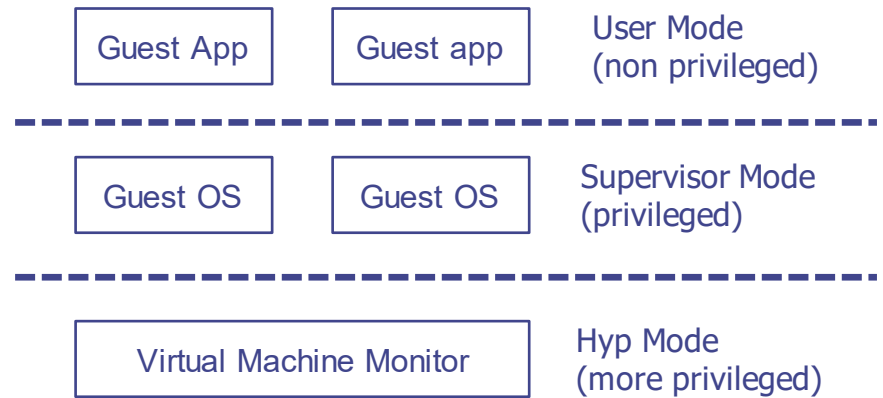 Guest App
Guest app
User Mode
(non privileged)
Guest OS
Guest OS
Supervisor Mode
(privileged)
Virtual Machine Monitor
Hyp Mode
(more privileged)